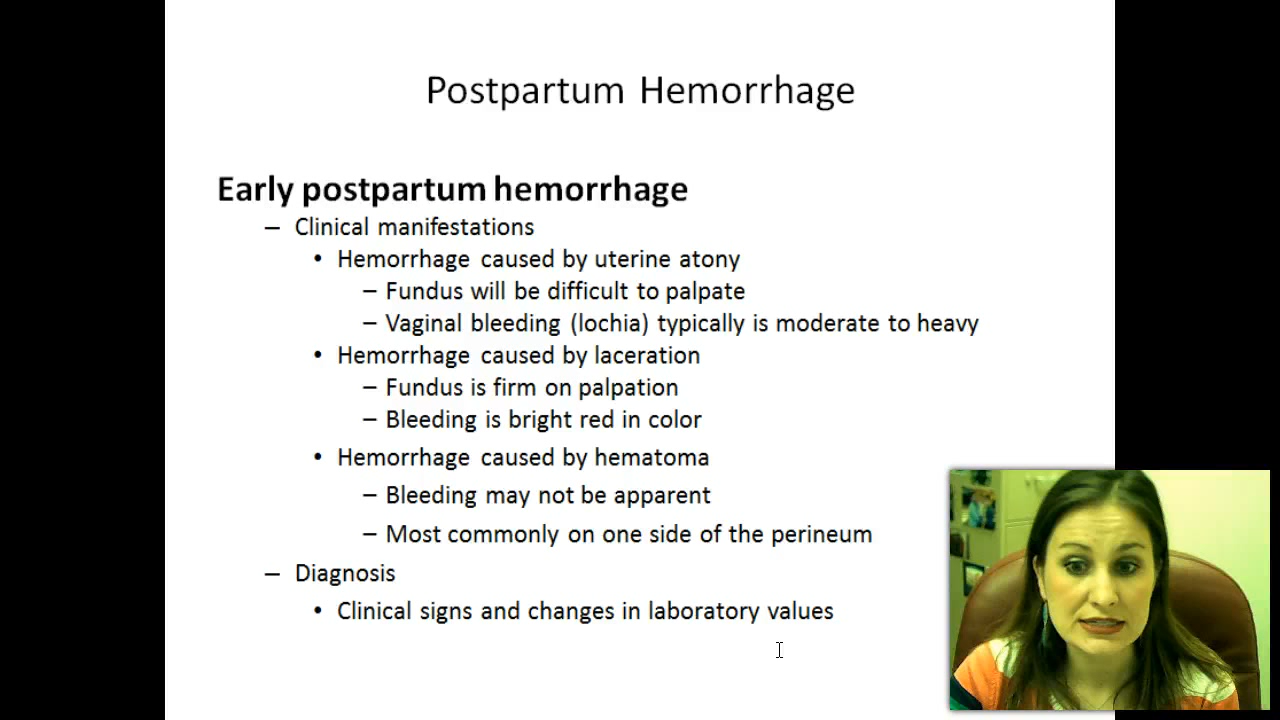 Postpartum Hemorrhage
Early postpartum hemorrhage
– Clinical manifestations
• Hemorrhage caused by uterine atony
– Fundus will be difficult to palpate
– Vaginal bleeding (lochia) typically is moderate to heavy
• Hemorrhage caused by laceration
– Fundus is firm on palpation
– Bleeding is bright red in color
• Hemorrhage caused by hematoma
– Bleeding may not be apparent
– Most commonly on one side of the perineum
– Diagnosis
• Clinical signs and changes in laboratory values